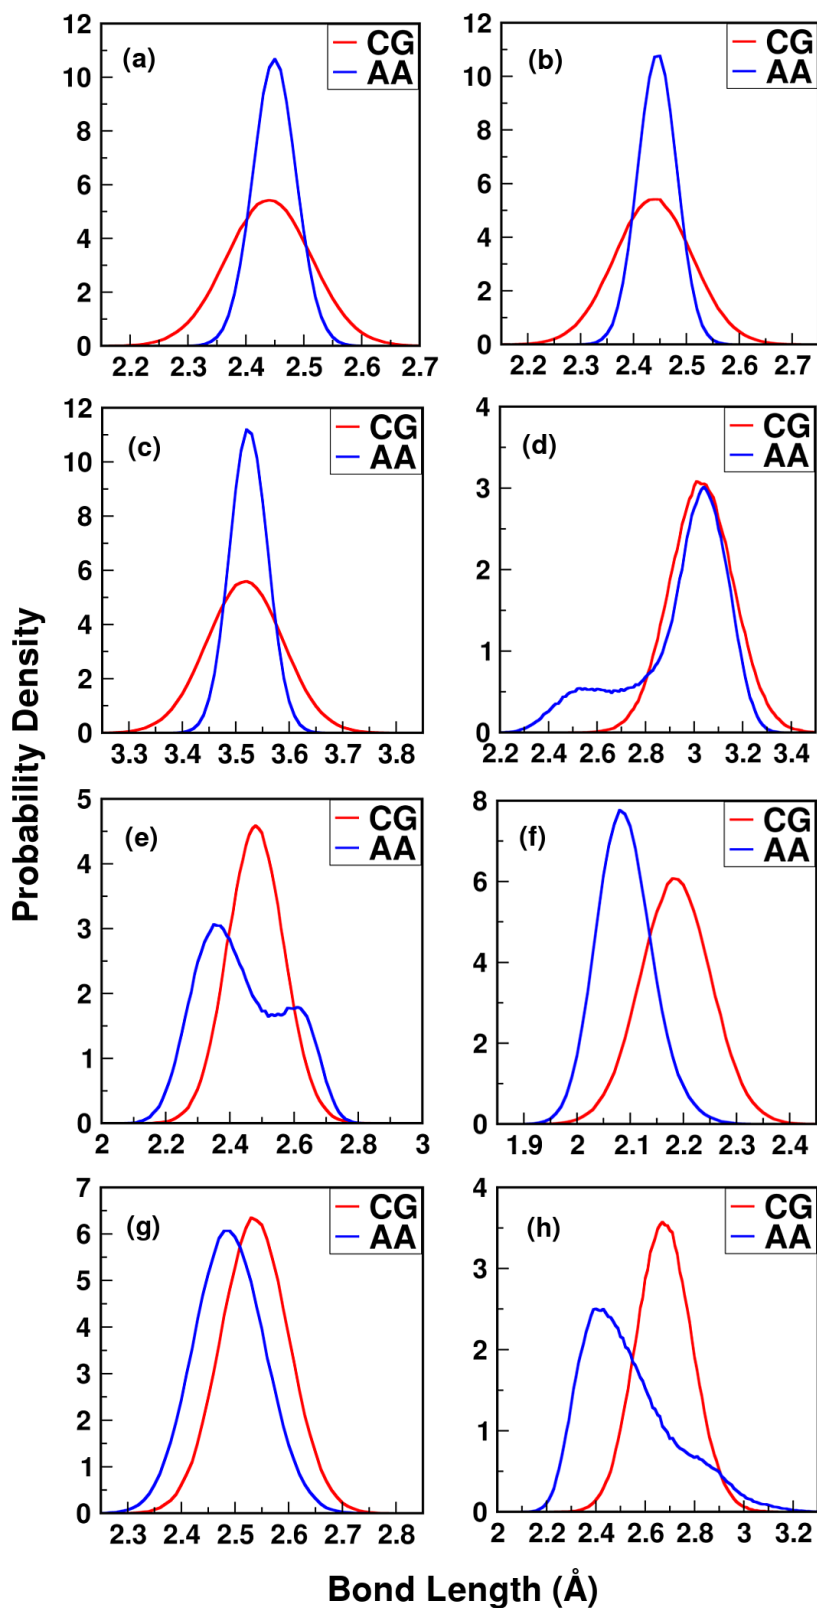 (a) CG
AA
12
10
8
6
4
2
0
2.2 2.3 2.4 2.5 2.6 2.7
(b) CG
AA
12
10
8
6
4
2
0
2.2 2.3 2.4 2.5 2.6 2.7
(c) CG
AA
12
10
8
6
4
2
0
3.3 3.4 3.5 3.6 3.7 3.8
(d) CG
AA
4
3
2
1
0
2.2 2.4 2.6 2.8 3 3.2 3.4
Probability Density
(e) CG
AA
5
4
3
2
1
0
2 2.2 2.4 2.6 2.8 3
(f) CG
AA
8
6
4
2
0
1.9 2 2.1 2.2 2.3 2.4
(g) CG
AA
7
6
5
4
3
2
1
0
2.3 2.4 2.5 2.6 2.7 2.8
(h) CG
AA
4
3
2
1
0
2 2.2 2.4 2.6 2.8 3 3.2
Bond Length (Å)